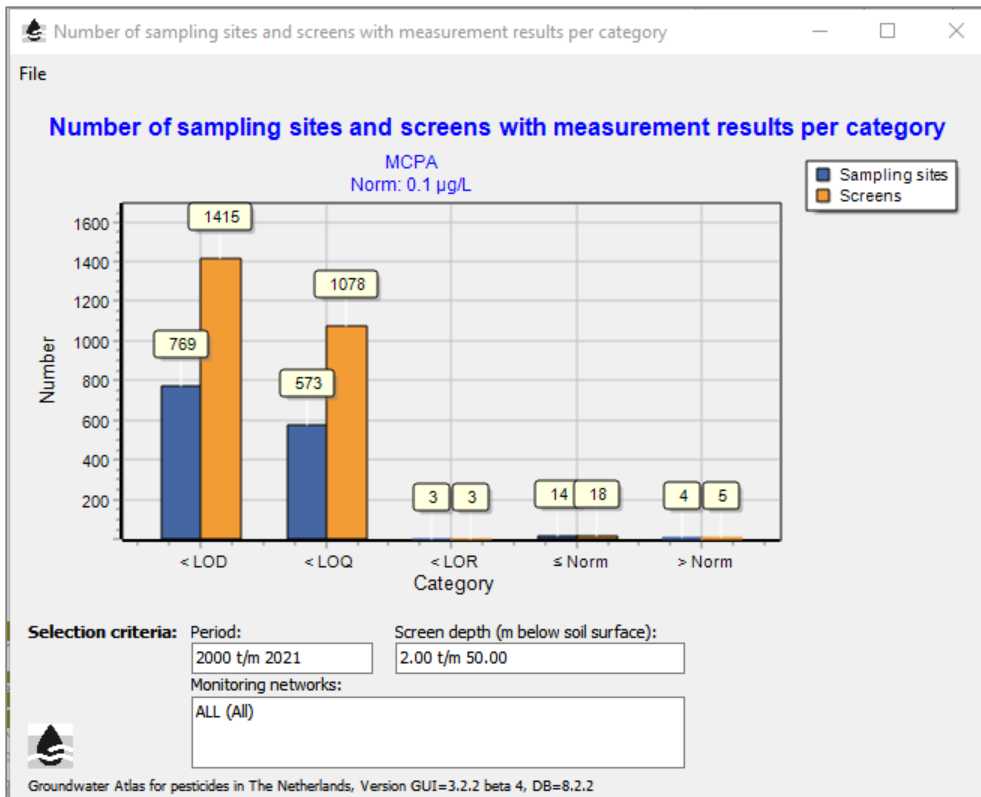 Number of sampling sites and screens with measurement results per category
File
Number of sampling sites and screens with measurement results per category
MCPA
Norm: 0.1 µg/L
Sampling sites
Screens
1600
1400
1200
1000
800
600
400
200
Number
1415
769
1078
573
3
3
14
18
4
5
< LOD
< LOQ
< LOR
≤ Norm
> Norm
Category
Selection criteria:
Period:
Screen depth (m below soil surface):
2000 t/m 2021
2.00 t/m 50.00
Monitoring networks:
ALL (All)
Groundwater Atlas for pesticides in The Netherlands, Version GUI=3.2.2 beta 4, DB=8.2.2